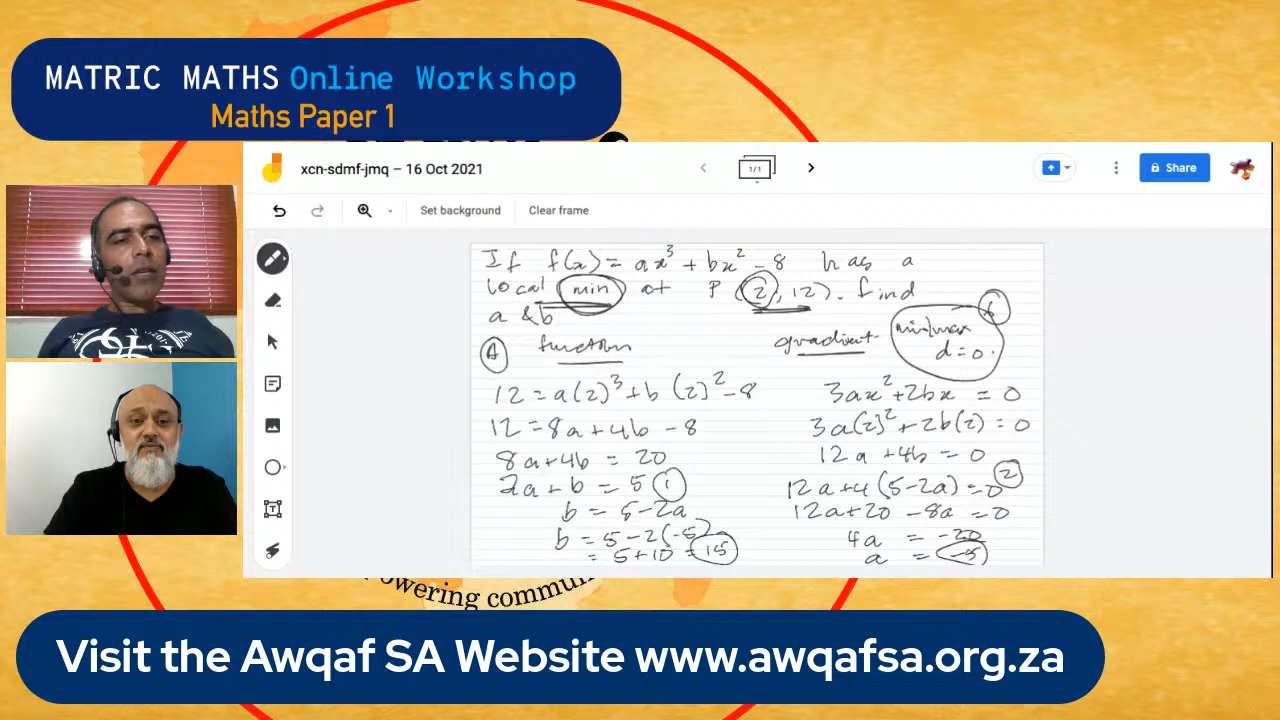 MATRIC MATHS Online Workshop
Maths Paper 1
xcn-sdmf-jmq – 16 Oct 2021
1/1
Share
Set background
Clear frame
If f(x) = ax³ + bx² - 8 has a
local min at P (2, 12). find
a & b
min/max
d = 0.
A function
gradient
12 = a(2)³ + b (2)² - 8
3ax² + 2bx = 0
12 = 8a + 4b - 8
3a(2)² + 2b(2) = 0
8a + 4b = 20
12a + 4b = 0
2a + b = 5 1
12a + 4(5 - 2a) = 0 2
b = 5 - 2a
12a + 20 - 8a = 0
b = 5 - 2(-5)
4a = -20
= 5 + 10 = 15
a = -5
powering commun
Visit the Awqaf SA Website www.awqafsa.org.za